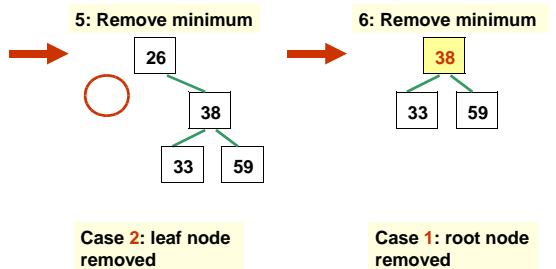 5: Remove minimum
26
38
33 59
Case 2: leaf node
removed
6: Remove minimum
38
33 59
Case 1: root node
removed